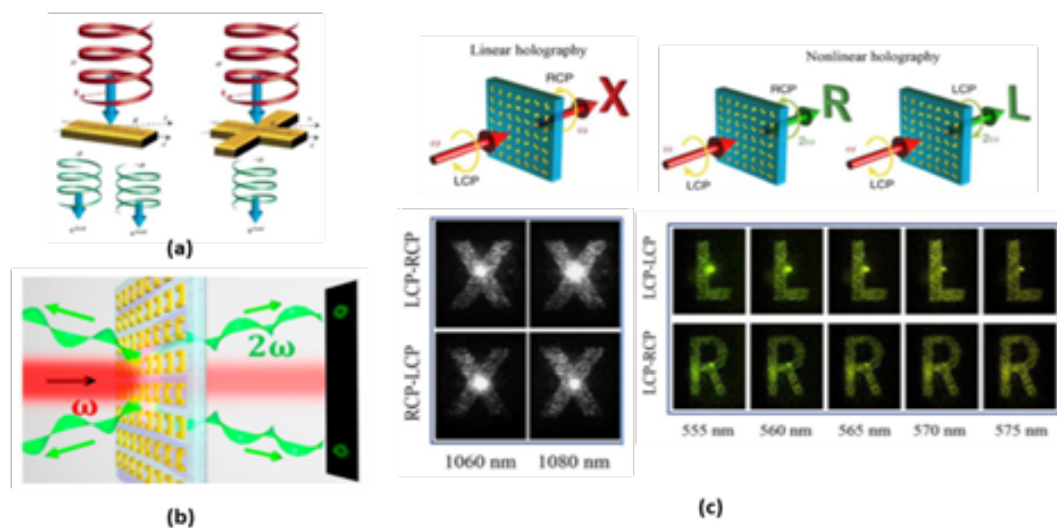 (a)
ω
2ω
(b)
Linear holography
RCP
X
ω
ω
LCP
Nonlinear holography
RCP
R
ω
2ω
LCP
LCP
L
ω
2ω
LCP
LCP-RCP
X
X
RCP-LCP
X
X
1060 nm
1080 nm
LCP-LCP
L
L
L
L
L
LCP-RCP
R
R
R
R
R
555 nm
560 nm
565 nm
570 nm
575 nm
(c)